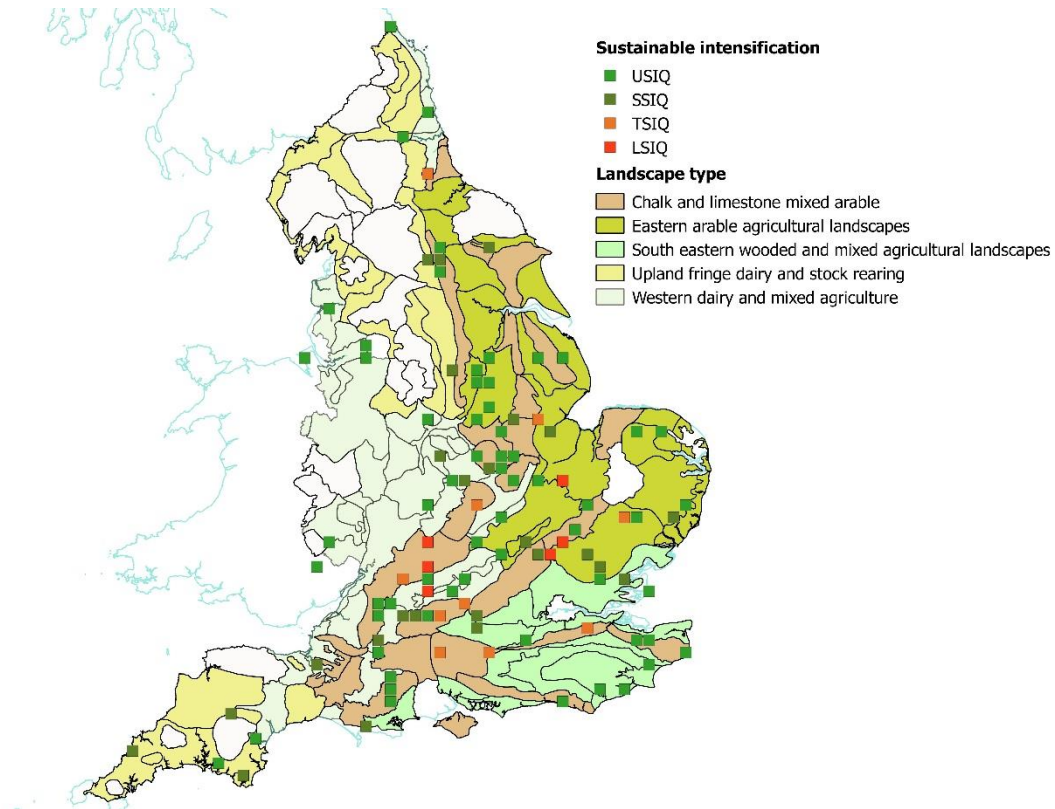 Sustainable intensification
USIQ
SSIQ
TSIQ
LSIQ
Landscape type
Chalk and limestone mixed arable
Eastern arable agricultural landscapes
South eastern wooded and mixed agricultural landscapes
Upland fringe dairy and stock rearing
Western dairy and mixed agriculture